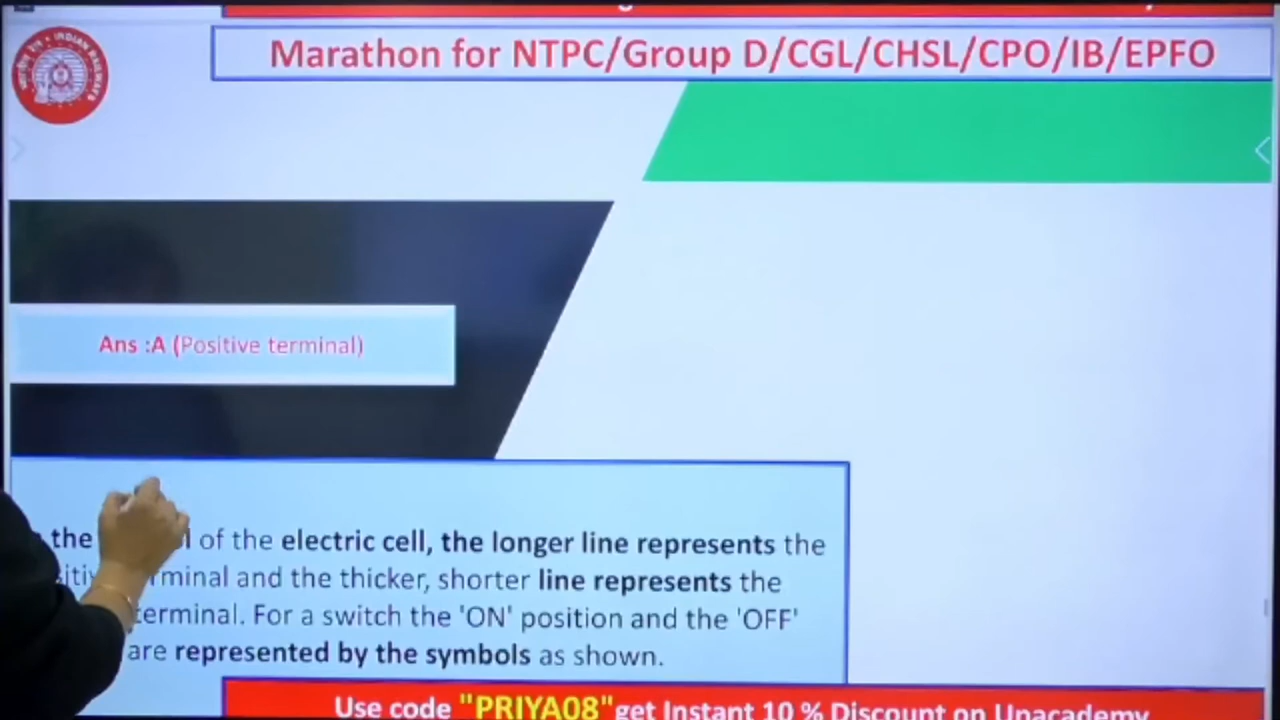 Marathon for NTPC/Group D/CGL/CHSL/CPO/IB/EPFO
INDIAN RAILWAYS
Ans :A (Positive terminal)
the of the electric cell, the longer line represents the
and the thicker, shorter line represents the
terminal. For a switch the 'ON' position and the 'OFF'
are represented by the symbols as shown.
Use code "PRIYA08" get Instant 10 % Discount on Unacademy